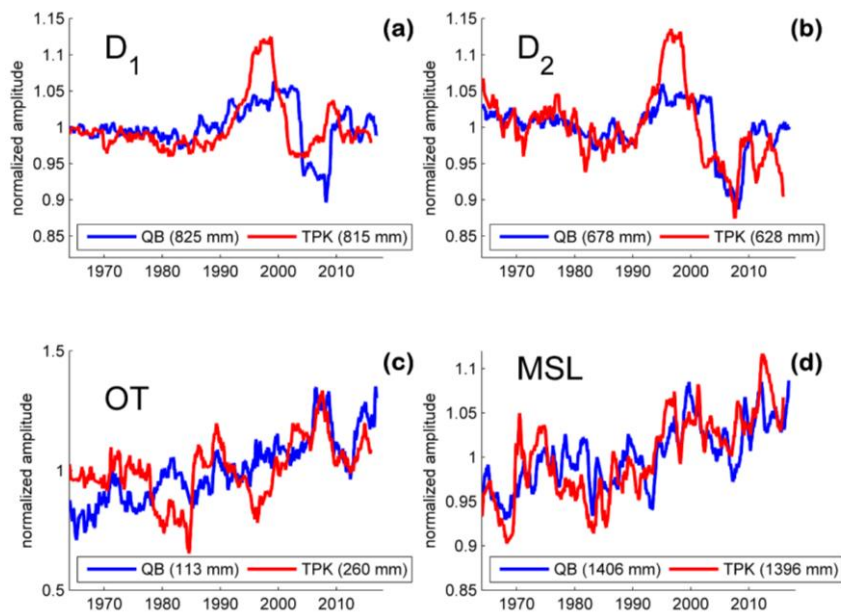 D1
(a)
normalized amplitude
1.15
1.1
1.05
1
0.95
0.9
0.85
QB (825 mm) TPK (815 mm)
1970 1980 1990 2000 2010
D2
(b)
normalized amplitude
1.15
1.1
1.05
1
0.95
0.9
0.85
QB (678 mm) TPK (628 mm)
1970 1980 1990 2000 2010
OT
(c)
normalized amplitude
1.5
1
0.5
QB (113 mm) TPK (260 mm)
1970 1980 1990 2000 2010
MSL
(d)
normalized amplitude
1.1
1.05
1
0.95
0.9
0.85
QB (1406 mm) TPK (1396 mm)
1970 1980 1990 2000 2010